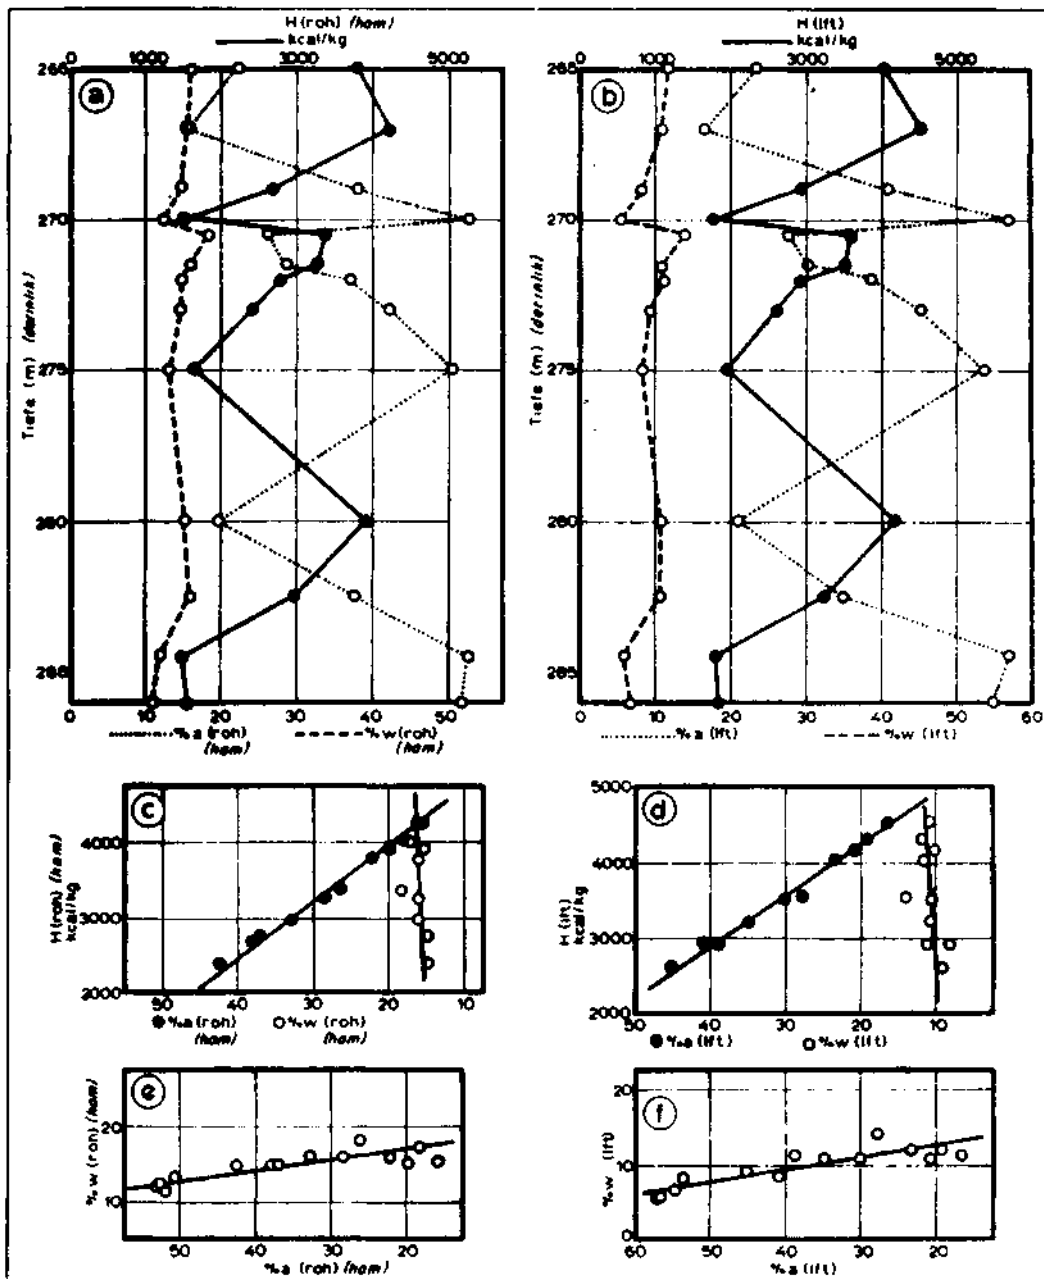 H (roh) (ham)
kcal/kg
0 1000 3000 5000
a
265
270
275
280
285
Tiefe (m) (derinlik)
0 10 20 30 40 50
%a (roh) (ham)
%w (roh) (ham)
H (lft)
kcal/kg
0 1000 3000 5000
b
265
270
275
280
285
Tiefe (m) (derinlik)
0 10 20 30 40 50 60
%a (lft)
%w (lft)
c
H (roh) (ham)
kcal/kg
4000
3000
2000
40 30 20 10
%a (roh) (ham)
%w (roh) (ham)
d
H (lft)
kcal/kg
5000
4000
3000
2000
50 40 30 20 10
%a (lft)
%w (lft)
e
%w (roh) (ham)
20
10
50 40 30 20
%a (roh) (ham)
f
%w (lft)
20
10
0
60 50 40 30 20
%a (lft)